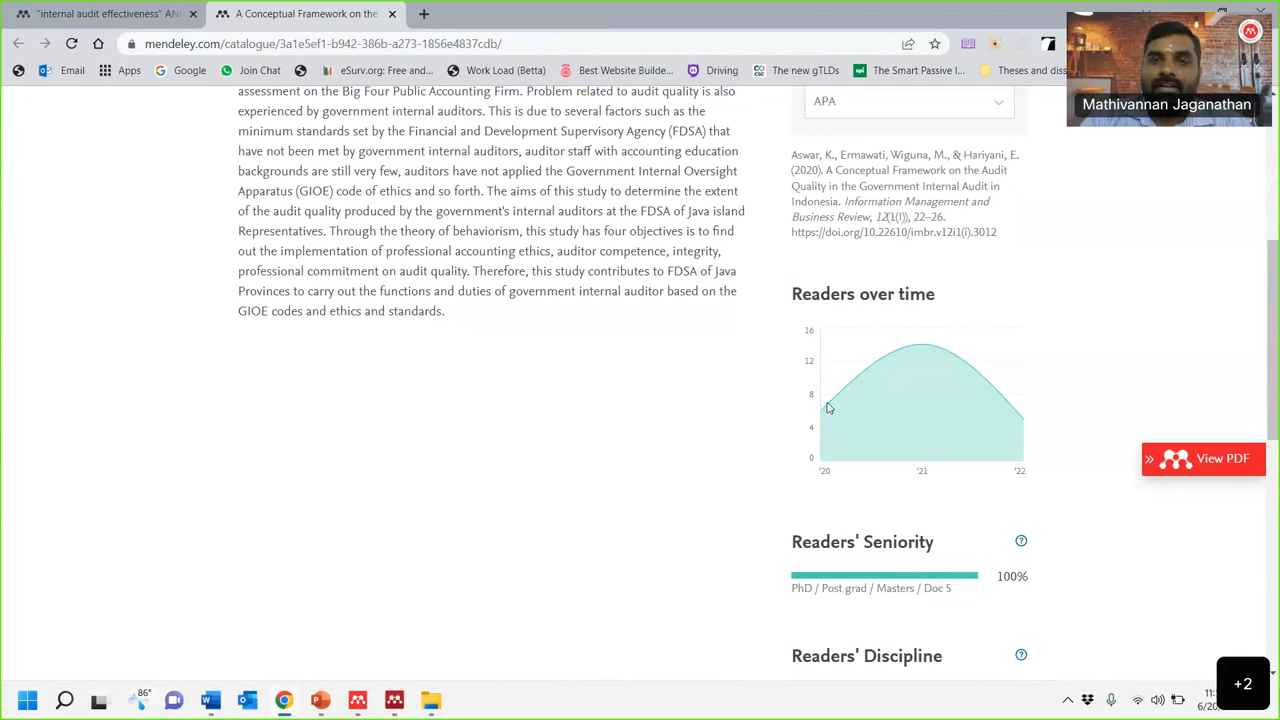 "internal audit effectiveness" AN
A Conceptual Framework on the
mendeley.com/catalogue/3a1e5ef1-b942-3
-a273-1856e4837cdb/
Email
Apps
Google
Join Chat
eSurvey
g: Free and...
Work Load (Betta)
Best Website Builde...
Driving
The new gTLDs
The Smart Passive I...
Theses and dis
Mathivannan Jaganathan
assessment on the Big Four Public Accounting Firm. Problem related to audit quality is also
experienced by government internal auditors. This is due to several factors such as the
minimum standards set by the Financial and Development Supervisory Agency (FDSA) that
have not been met by government internal auditors, auditor staff with accounting education
backgrounds are still very few, auditors have not applied the Government Internal Oversight
Apparatus (GIOE) code of ethics and so forth. The aims of this study to determine the extent
of the audit quality produced by the government's internal auditors at the FDSA of Java island
Representatives. Through the theory of behaviorism, this study has four objectives is to find
out the implementation of professional accounting ethics, auditor competence, integrity,
professional commitment on audit quality. Therefore, this study contributes to FDSA of Java
Provinces to carry out the functions and duties of government internal auditor based on the
GIOE codes and ethics and standards.
APA
Aswar, K., Ermawati, Wiguna, M., & Hariyani, E.
(2020). A Conceptual Framework on the Audit
Quality in the Government Internal Audit in
Indonesia. Information Management and
Business Review, 12(1(I)), 22–26.
https://doi.org/10.22610/imbr.v12i1(i).3012
Readers over time
16
12
8
4
0
'20
'21
'22
View PDF
Readers' Seniority
100%
PhD / Post grad / Masters / Doc 5
Readers' Discipline
86°
11:
6/20
+2